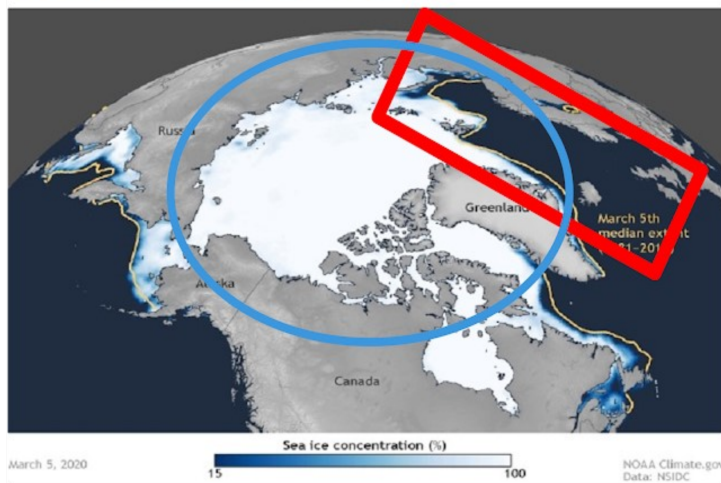 Russia
Greenland
March 5th
median extent
Alaska
Canada
Sea ice concentration (%)
March 5, 2020
15
100
NOAA Climate.gov
Data: NSIDC